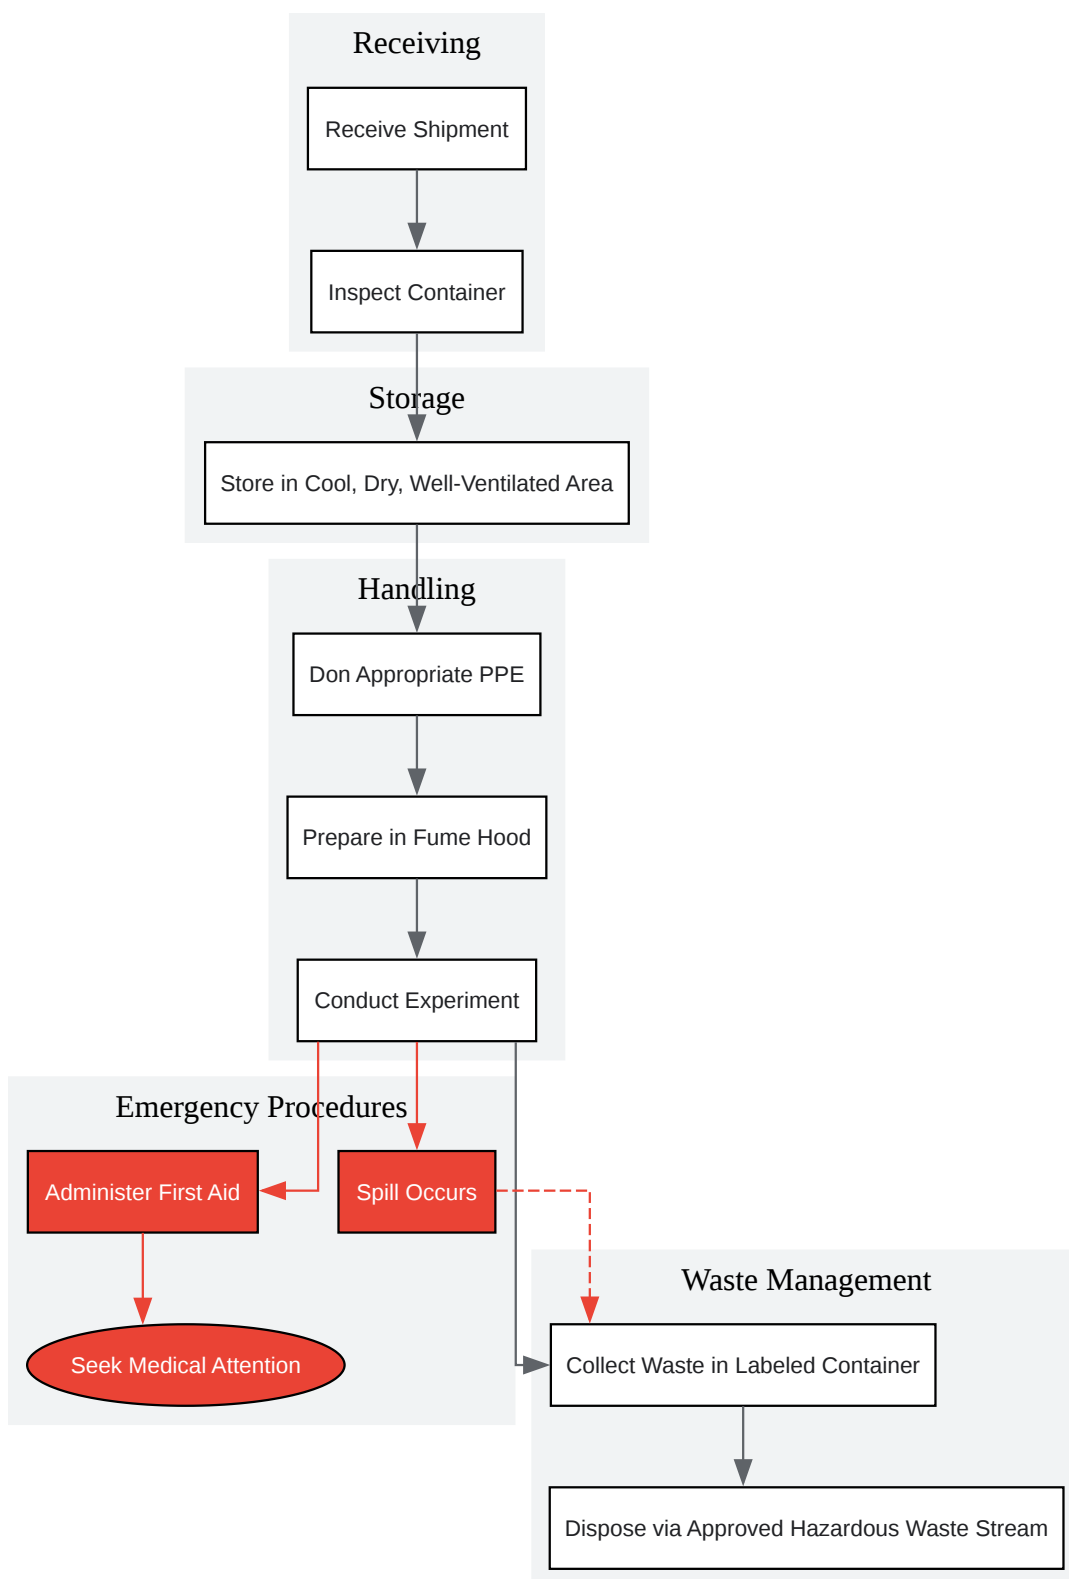 Receiving
Receive Shipment
Inspect Container
Storage
Store in Cool, Dry, Well-Ventilated Area
Handling
Don Appropriate PPE
Prepare in Fume Hood
Conduct Experiment
Emergency Procedures
Administer First Aid
Spill Occurs
Seek Medical Attention
Waste Management
Collect Waste in Labeled Container
Dispose via Approved Hazardous Waste Stream